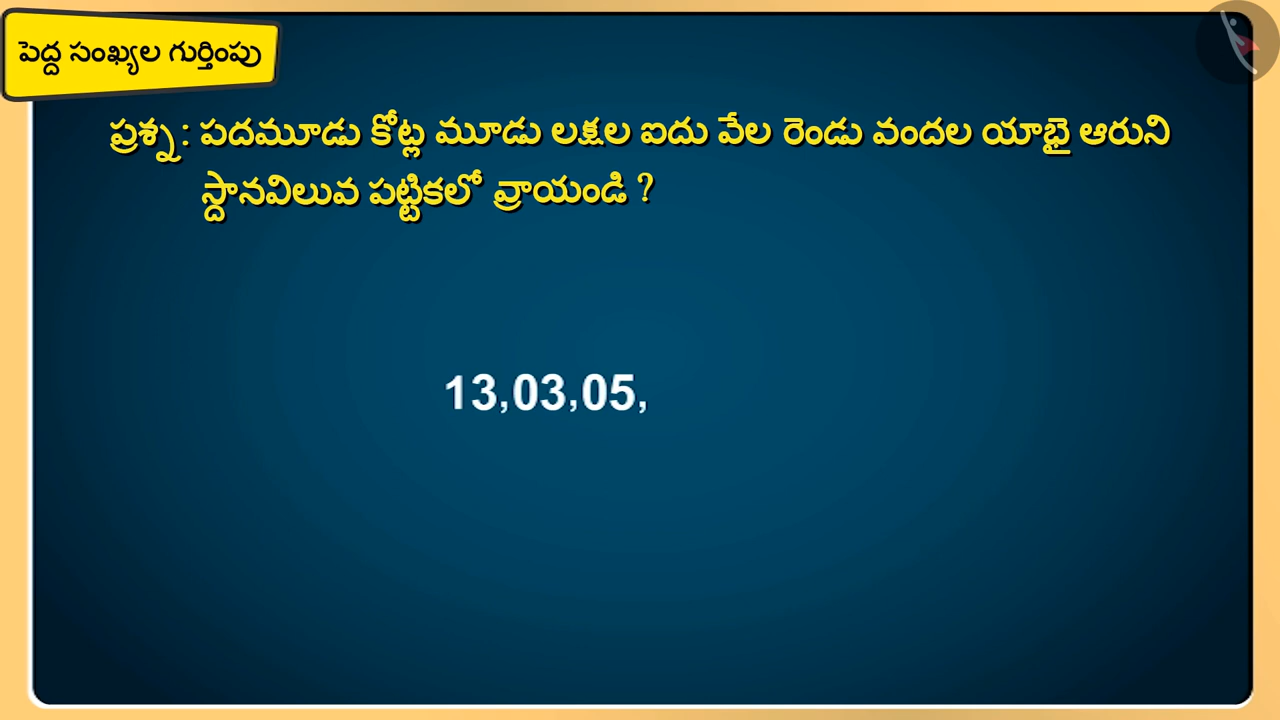 పెద్ద సంఖ్యల గుర్తింపు
ప్రశ్న : పదమూడు కోట్ల మూడు లక్షల ఐదు వేల రెండు వందల యాభై ఆరుని
స్దానవిలువ పట్టికలో వ్రాయండి ?
13,03,05,